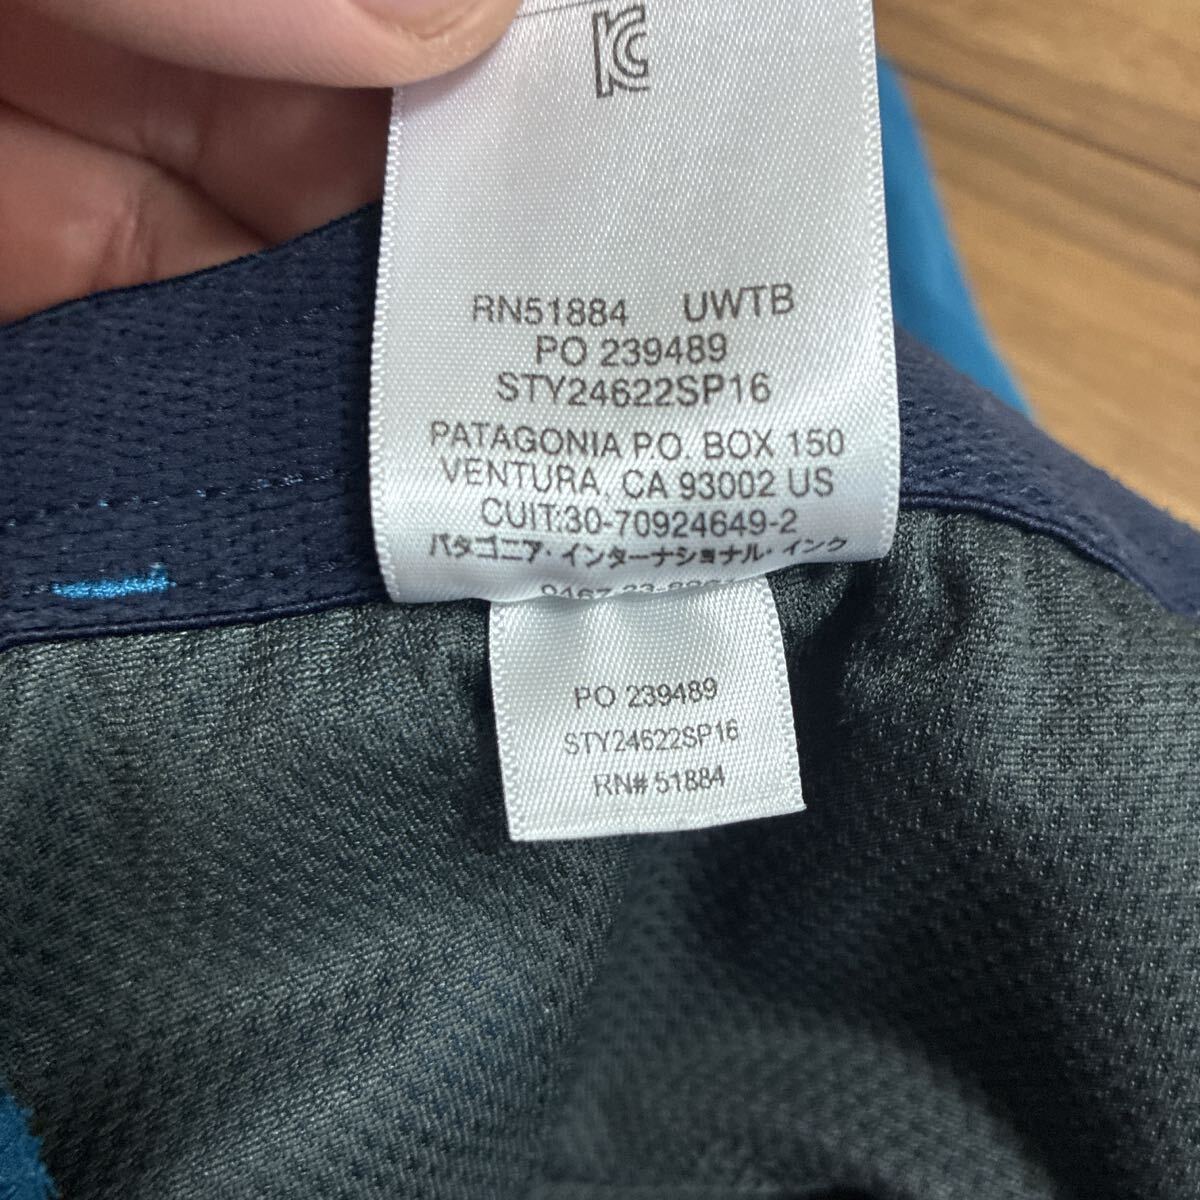 RN51884 UWTB
PO 239489
STY24622SP16
PATAGONIA P.O. BOX 150
VENTURA, CA 93002 US
CUIT:30-70924649-2
パタゴニア・インターナショナル・インク
PO 239489
STY24622SP16
RN# 51884